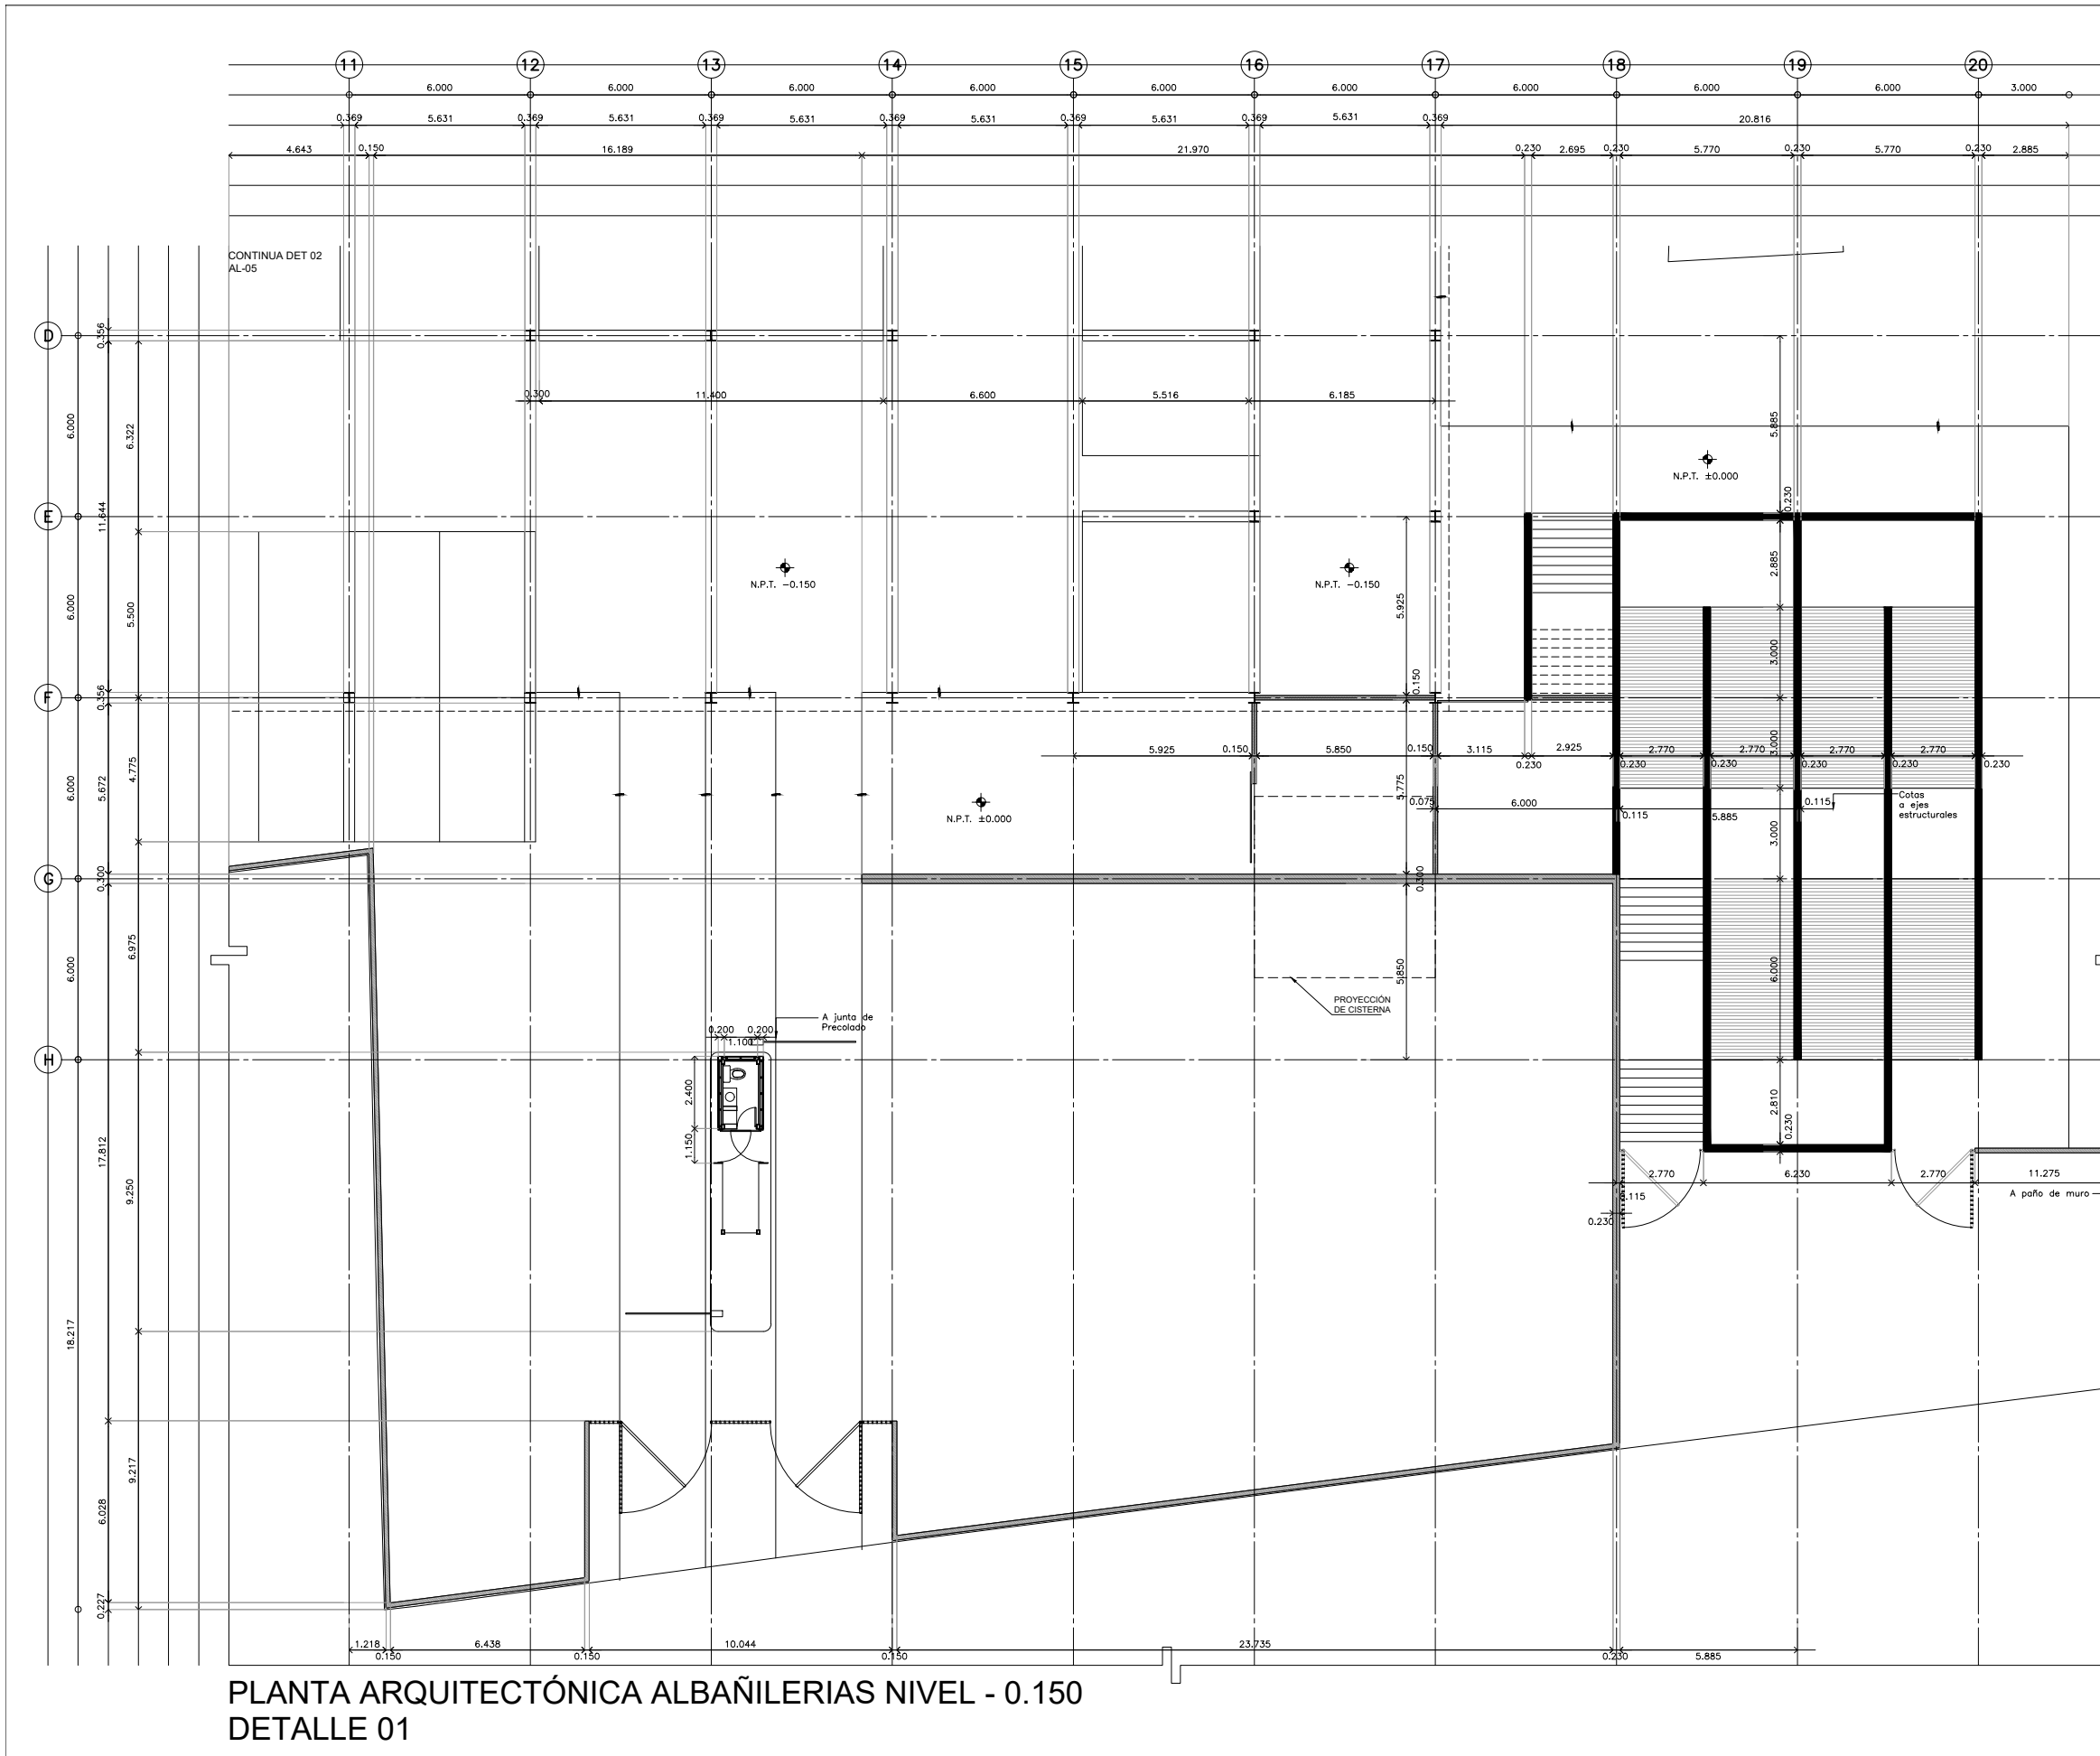 11 12 13 14 15 16 17 18 19 20
6.000 6.000 6.000 6.000 6.000 6.000 6.000 6.000 6.000 3.000
0.369 5.631 0.369 5.631 0.369 5.631 0.369 5.631 0.369 5.631 0.369 5.631 0.369 20.816
4.643 0.150 16.189 21.970 0.230 2.695 0.230 5.770 0.230 5.770 0.230 2.885
CONTINUA DET 02
AL-05
D
0.356
0.300 11.400 6.600 5.516 6.185
6.000
6.322
5.885
N.P.T. ±0.000
0.230
E
11.644
N.P.T. -0.150
N.P.T. -0.150
2.885
6.000
5.500
5.925
3.000
0.150
F
0.356
5.925 0.150 5.850 0.150 3.115 2.925 2.770 2.770 2.770 2.770
0.230 0.230 0.230 0.230 0.230 0.230
3.000
6.000
5.672
4.775
5.775
N.P.T. ±0.000
0.075 6.000 0.115 5.885 0.115
Cotas
a ejes
estructurales
3.000
G
0.300
0.300
6.000
6.975
5.850
6.000
PROYECCIÓN
DE CISTERNA
A junta de
Precolado
0.200 0.200
1.100
H
2.400
1.150
2.810
0.230
17.812
9.250
2.770 6.230 2.770 11.275
.115
0.230
A paño de muro
18.217
9.217
6.028
0.227
1.218 6.438 10.044 23.735 5.885
0.150 0.150 0.150 0.230
PLANTA ARQUITECTÓNICA ALBAÑILERIAS NIVEL - 0.150
DETALLE 01